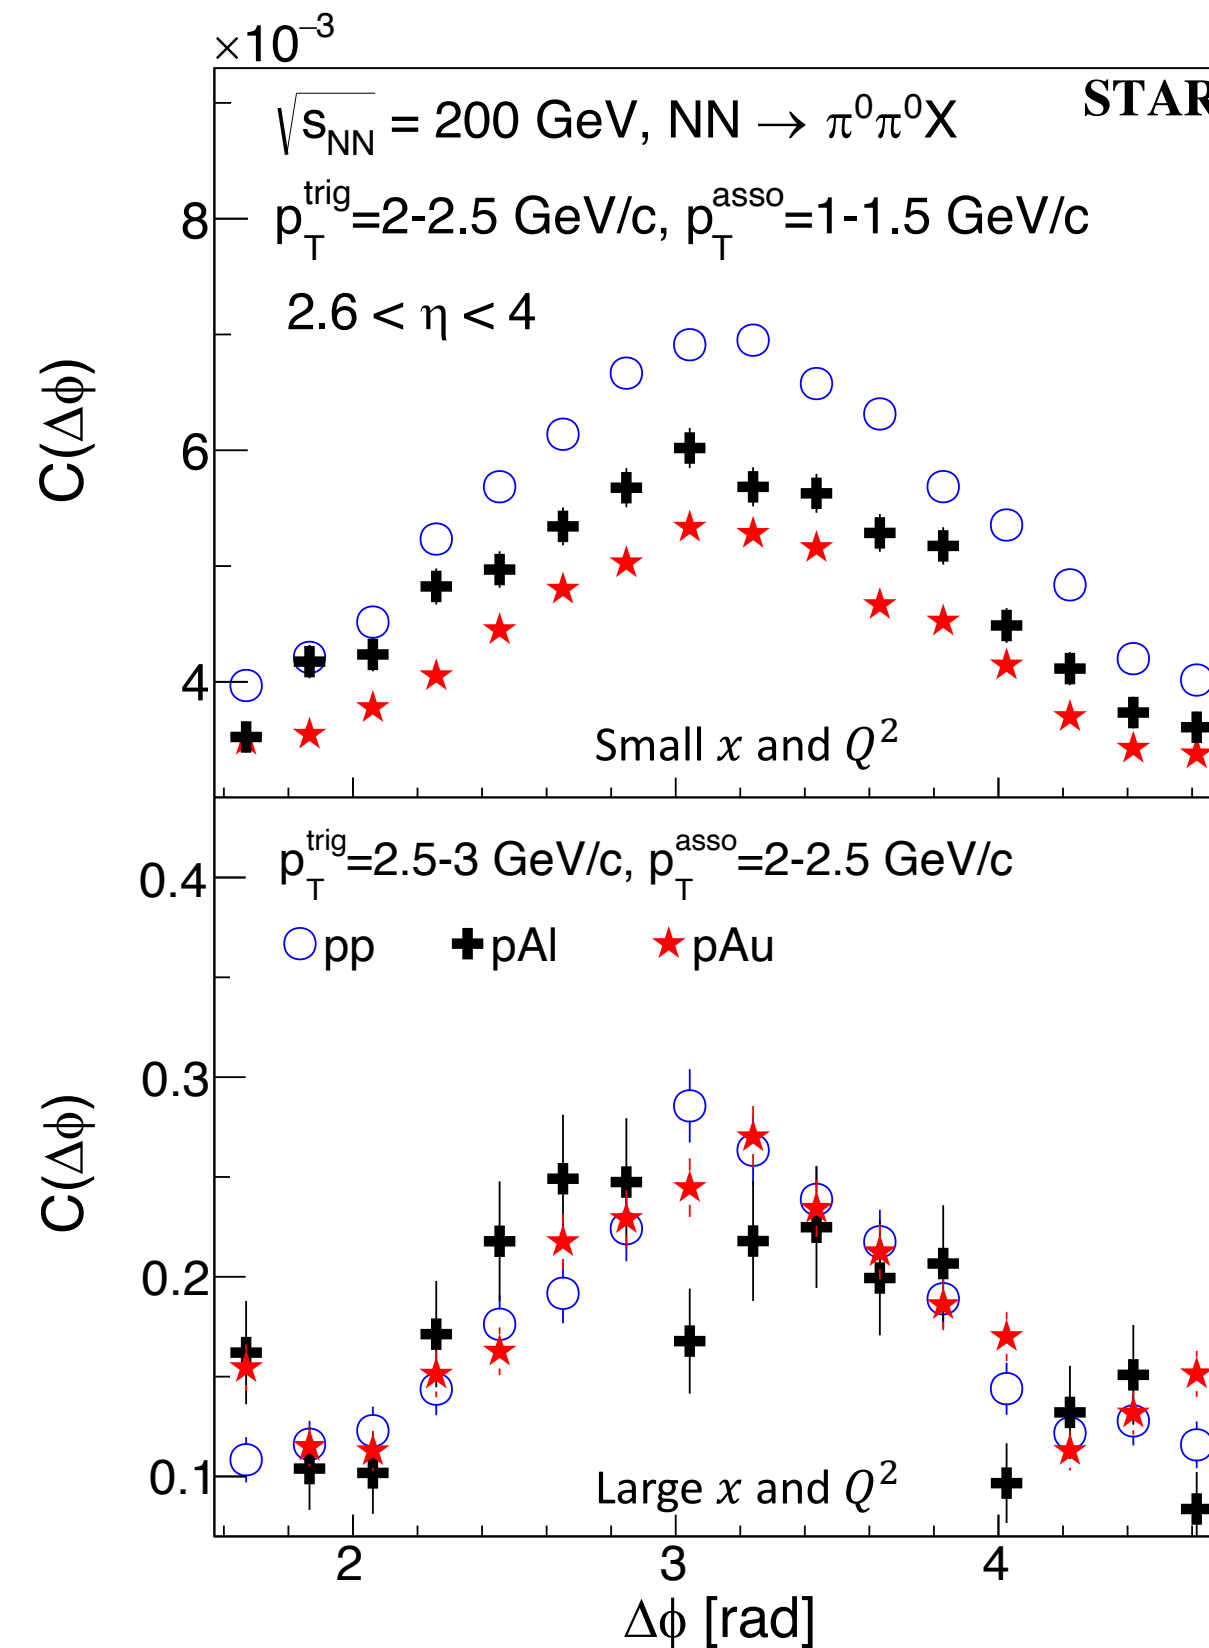 ×10⁻³
STAR
√s_NN = 200 GeV, NN → π⁰π⁰X
p_T^trig=2-2.5 GeV/c, p_T^asso=1-1.5 GeV/c
2.6 < η < 4
C(Δϕ)
8
6
4
Small x and Q²
p_T^trig=2.5-3 GeV/c, p_T^asso=2-2.5 GeV/c
pp pAl pAu
C(Δϕ)
0.4
0.3
0.2
0.1
Large x and Q²
2 3 4
Δϕ [rad]